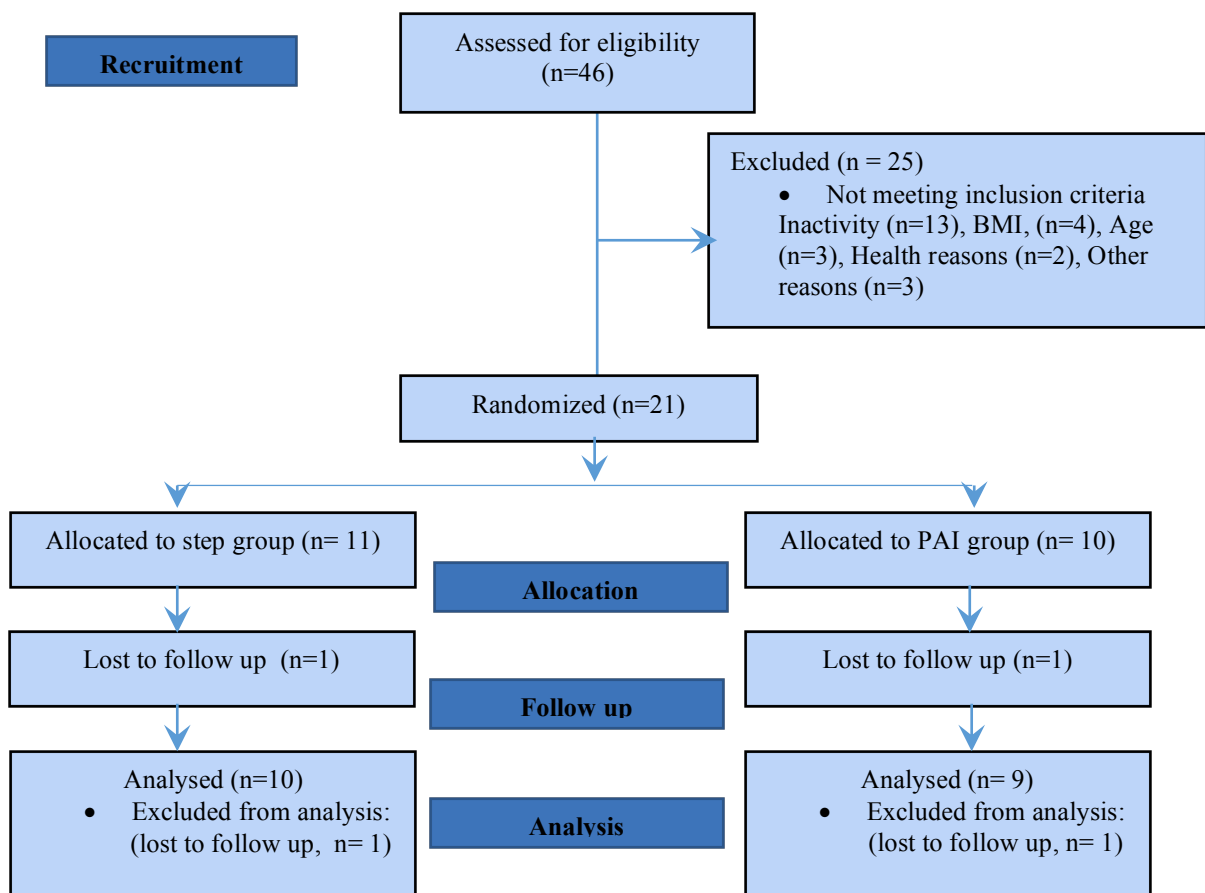 Recruitment
Assessed for eligibility
(n=46)
Excluded (n = 25)
• Not meeting inclusion criteria
Inactivity (n=13), BMI, (n=4), Age
(n=3), Health reasons (n=2), Other
reasons (n=3)
Randomized (n=21)
Allocated to step group (n= 11)
Allocated to PAI group (n= 10)
Allocation
Lost to follow up (n=1)
Lost to follow up (n=1)
Follow up
Analysed (n=10)
• Excluded from analysis:
(lost to follow up, n= 1)
Analysed (n= 9)
• Excluded from analysis:
(lost to follow up, n= 1)
Analysis